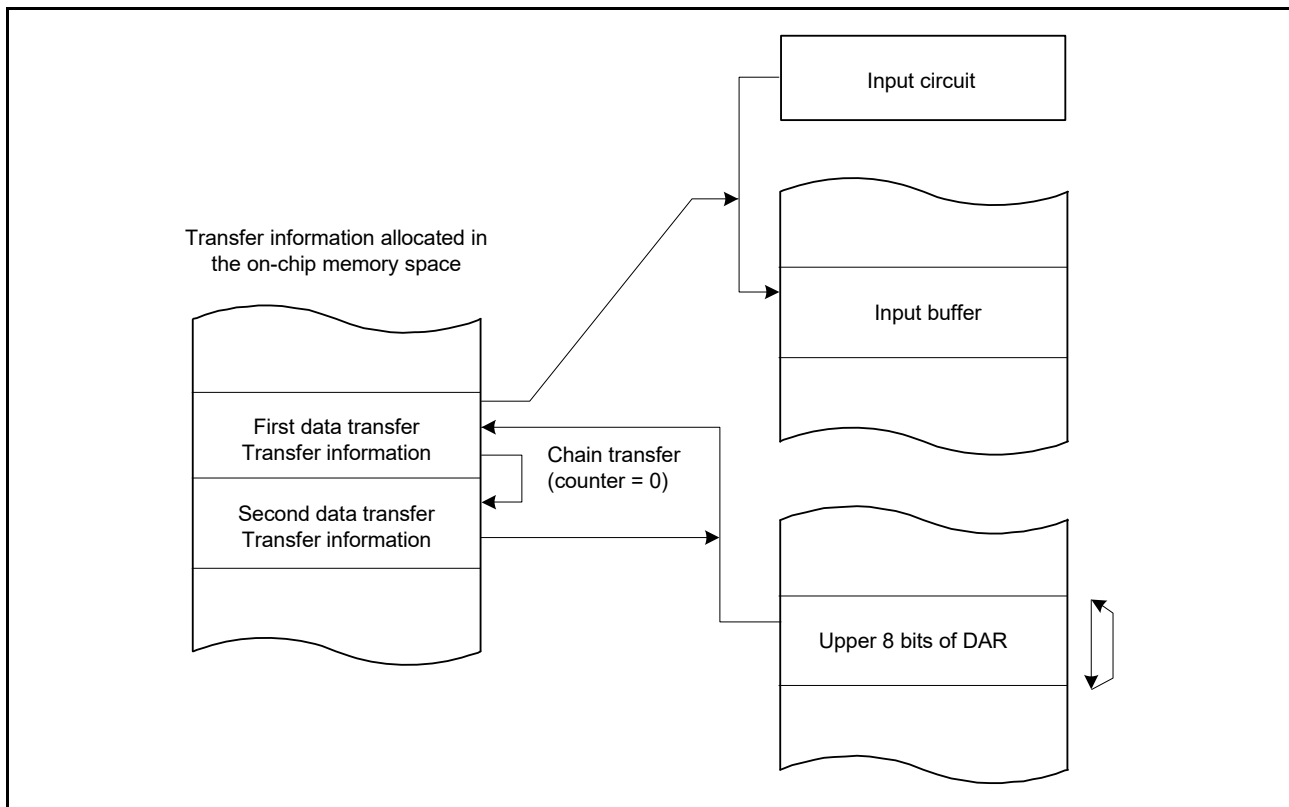 Input circuit
Transfer information allocated in
the on-chip memory space
Input buffer
First data transfer
Transfer information
Chain transfer
(counter = 0)
Second data transfer
Transfer information
Upper 8 bits of DAR